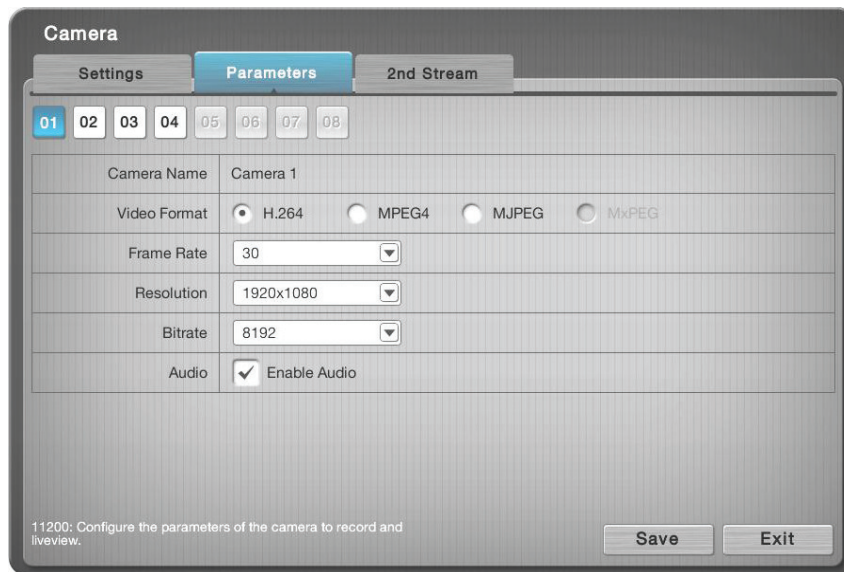 Camera
Settings Parameters 2nd Stream
01 02 03 04 05 06 07 08
Camera Name Camera 1
Video Format H.264 MPEG4 MJPEG MxPEG
Frame Rate 30
Resolution 1920x1080
Bitrate 8192
Audio Enable Audio
11200: Configure the parameters of the camera to record and
liveview.
Save Exit